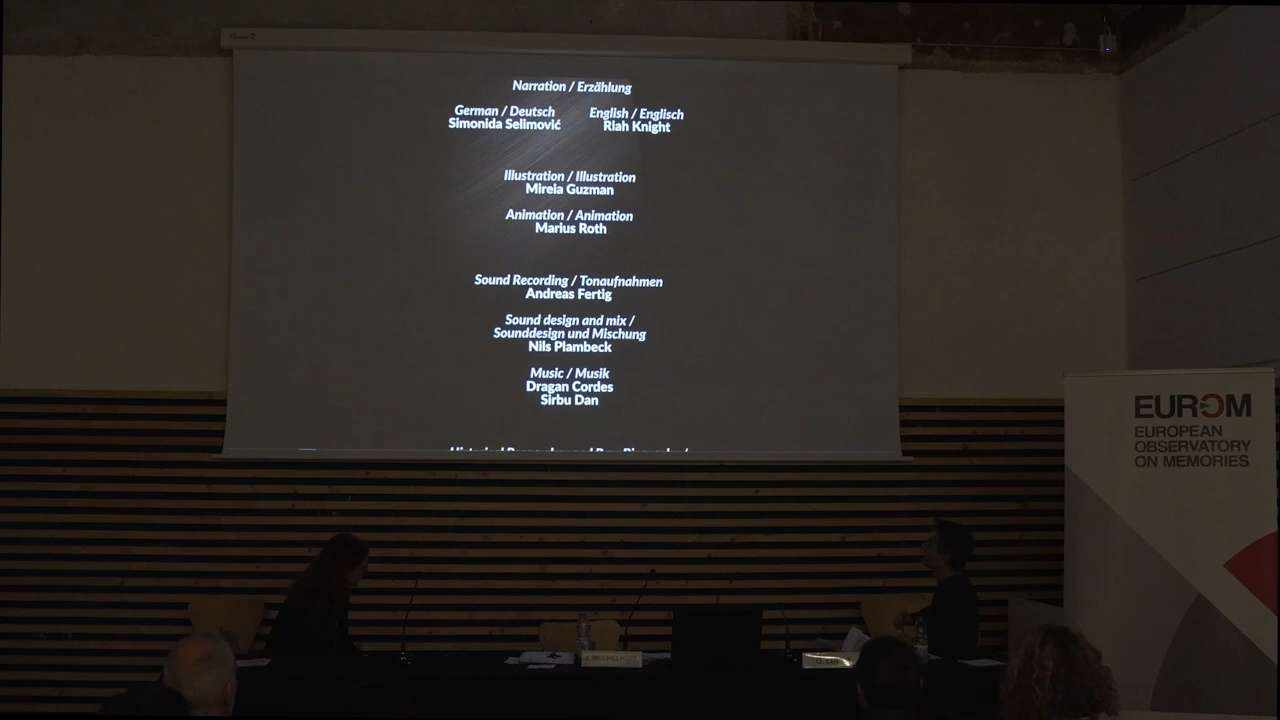 Narration / Erzählung
German / Deutsch
Simonida Selimović
English / Englisch
Riah Knight
Illustration / Illustration
Mireia Guzman
Animation / Animation
Marius Roth
Sound Recording / Tonaufnahmen
Andreas Fertig
Sound design and mix /
Sounddesign und Mischung
Nils Plambeck
Music / Musik
Dragan Cordes
Sirbu Dan
EUROM
EUROPEAN
OBSERVATORY
ON MEMORIES